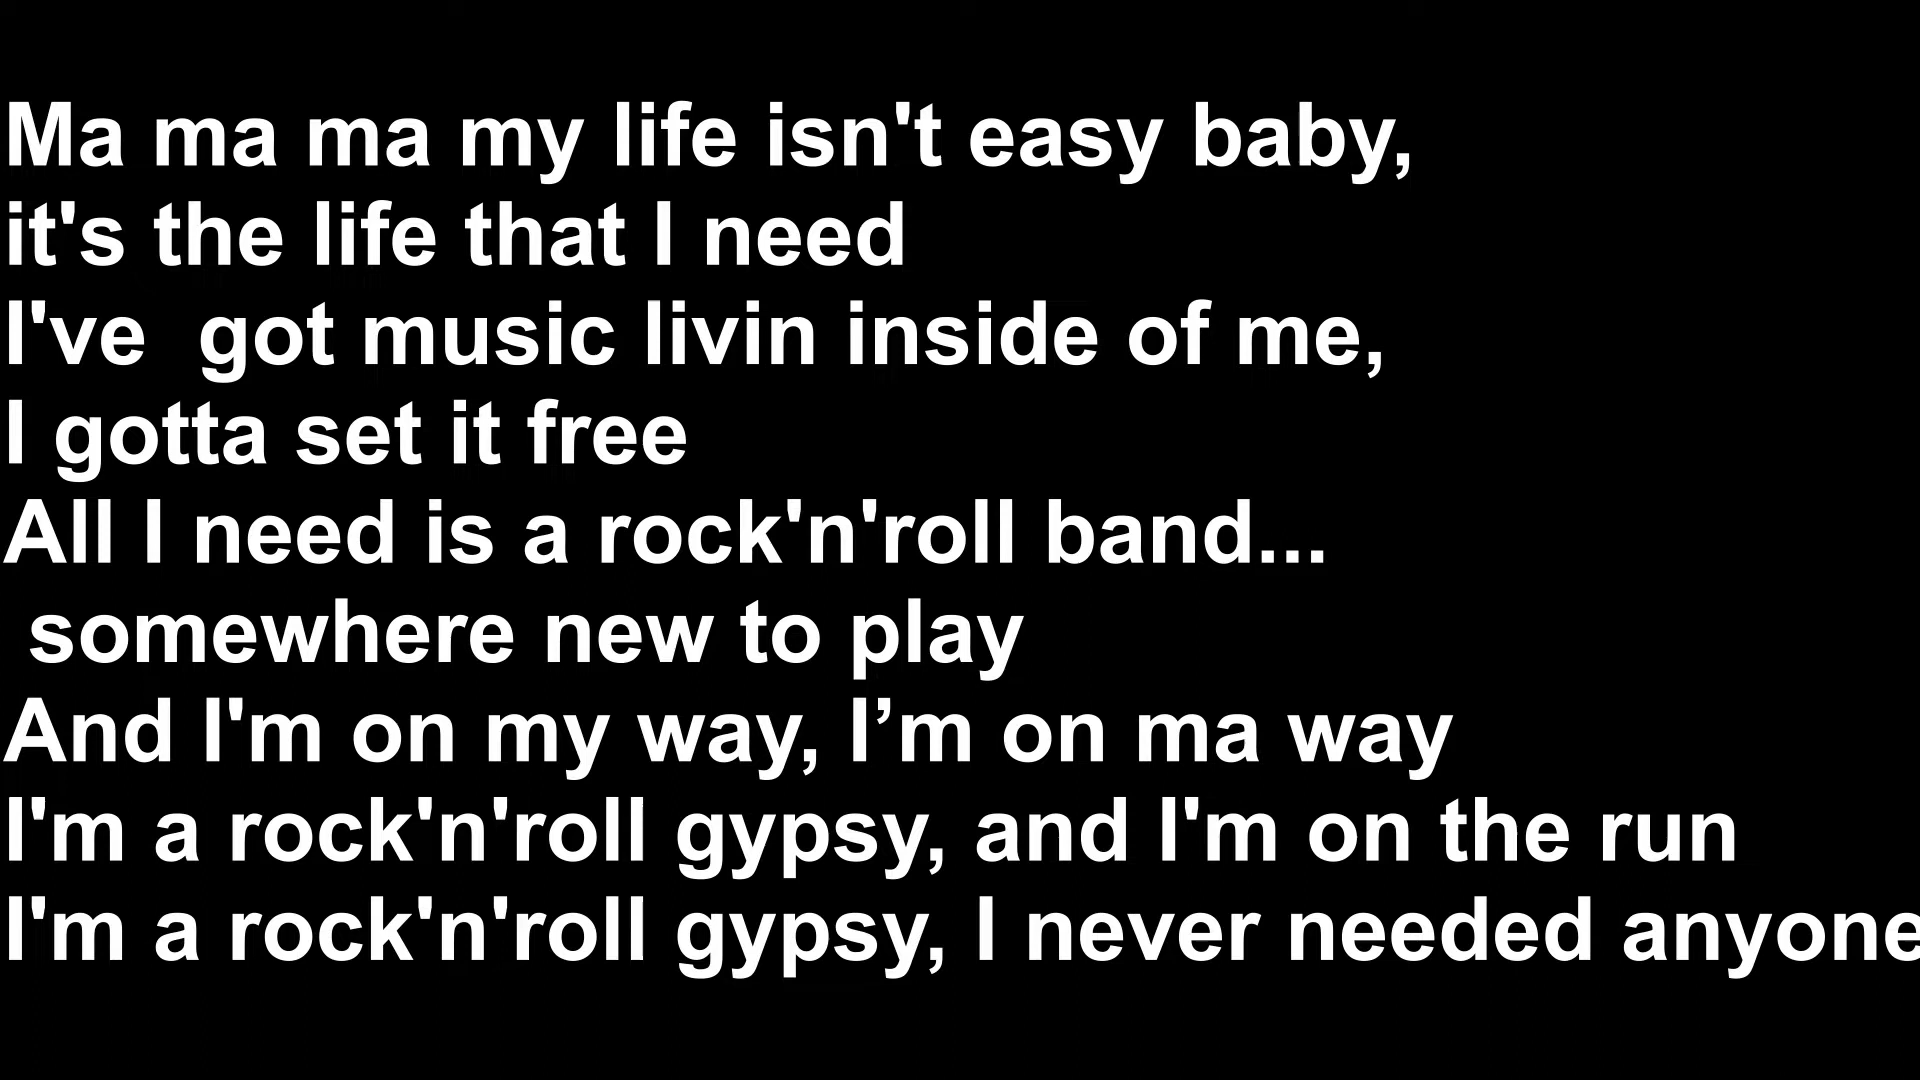 Ma ma ma my life isn't easy baby,
it's the life that I need
I've  got music livin inside of me,
I gotta set it free
All I need is a rock'n'roll band...
somewhere new to play
And I'm on my way, I’m on ma way
I'm a rock'n'roll gypsy, and I'm on the run
I'm a rock'n'roll gypsy, I never needed anyone